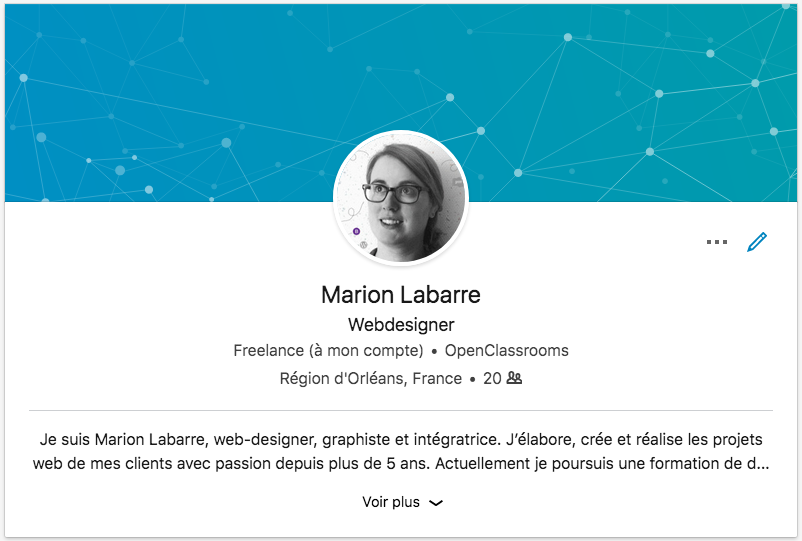 Marion Labarre
Webdesigner
Freelance (à mon compte) • OpenClassrooms
Région d'Orléans, France • 20
Je suis Marion Labarre, web-designer, graphiste et intégratrice. J’élabore, crée et réalise les projets
web de mes clients avec passion depuis plus de 5 ans. Actuellement je poursuis une formation de d...
Voir plus